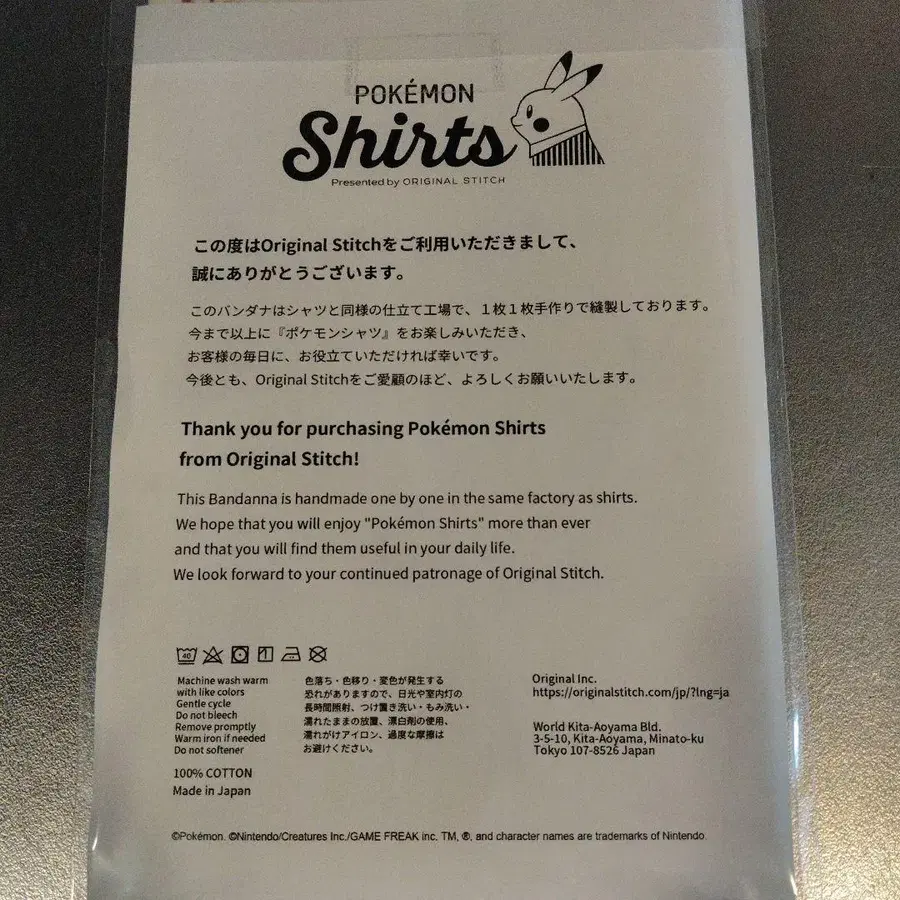 POKÉMON
Shirts
Presented by ORIGINAL STITCH
この度はOriginal Stitchをご利用いただきまして、
誠にありがとうございます。
このバンダナはシャツと同様の仕立て工場で、１枚１枚手作りで縫製しております。
今まで以上に『ポケモンシャツ』をお楽しみいただき、
お客様の毎日に、お役立ていただければ幸いです。
今後とも、Original Stitchをご愛顧のほど、よろしくお願いいたします。
Thank you for purchasing Pokémon Shirts
from Original Stitch!
This Bandanna is handmade one by one in the same factory as shirts.
We hope that you will enjoy "Pokémon Shirts" more than ever
and that you will find them useful in your daily life.
We look forward to your continued patronage of Original Stitch.
40
Machine wash warm
with like colors
Gentle cycle
Do not bleech
Remove promptly
Warm iron if needed
Do not softener
100% COTTON
Made in Japan
色落ち・色移り・変色が発生する
恐れがありますので、日光や室内灯の
長時間照射、つけ置き洗い・もみ洗い・
濡れたままの放置、漂白剤の使用、
濡れがけアイロン、過度な摩擦は
お避けください。
Original Inc.
https://originalstitch.com/jp/?lng=ja
World Kita-Aoyama Bld.
3-5-10, Kita-Aoyama, Minato-ku
Tokyo 107-8526 Japan
©Pokémon. ©Nintendo/Creatures Inc./GAME FREAK inc. TM, ®, and character names are trademarks of Nintendo.